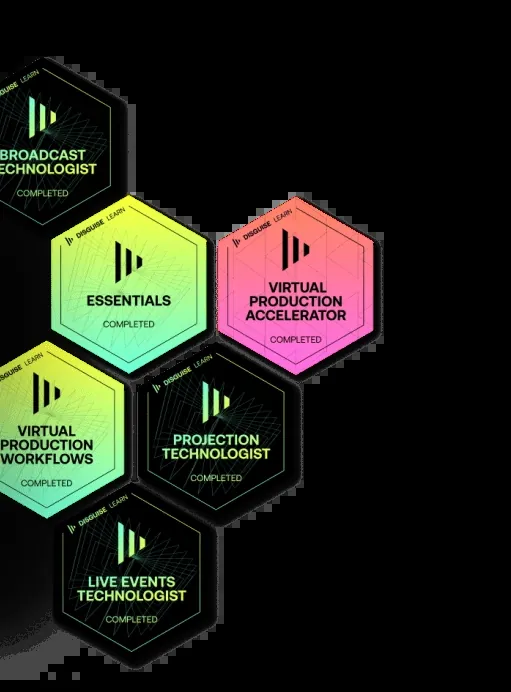 DISGUISE LEARN
BROADCAST
TECHNOLOGIST
COMPLETED
DISGUISE LEARN
ESSENTIALS
COMPLETED
DISGUISE LEARN
VIRTUAL
PRODUCTION
ACCELERATOR
COMPLETED
DISGUISE LEARN
VIRTUAL
PRODUCTION
WORKFLOWS
COMPLETED
DISGUISE LEARN
PROJECTION
TECHNOLOGIST
COMPLETED
DISGUISE LEARN
LIVE EVENTS
TECHNOLOGIST
COMPLETED